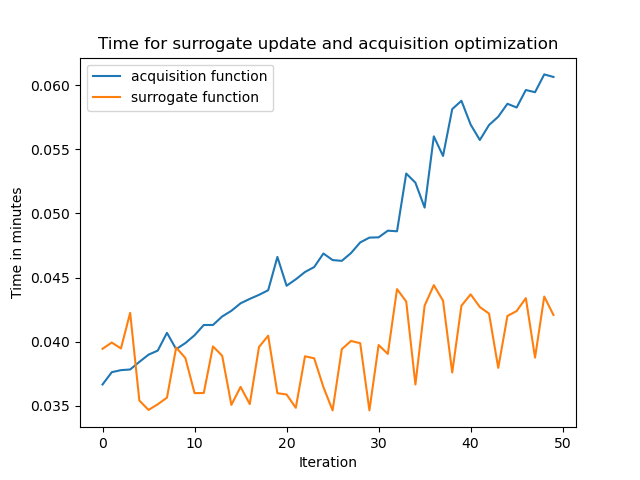 Time for surrogate update and acquisition optimization
acquisition function
surrogate function
Time in minutes
0.060
0.055
0.050
0.045
0.040
0.035
0 10 20 30 40 50
Iteration